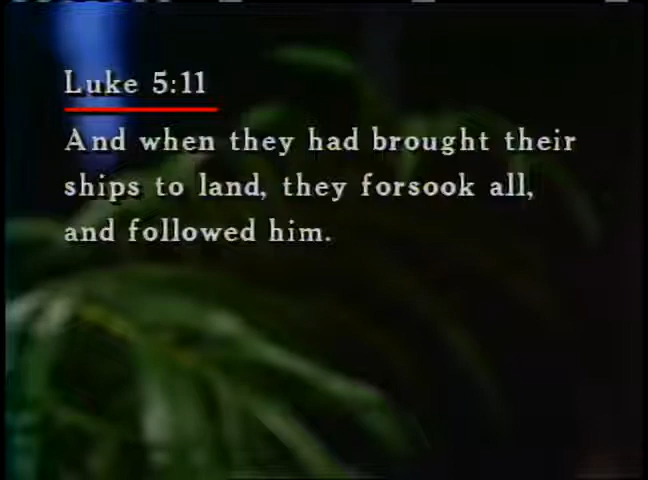 Luke 5:11
And when they had brought their
ships to land, they forsook all,
and followed him.